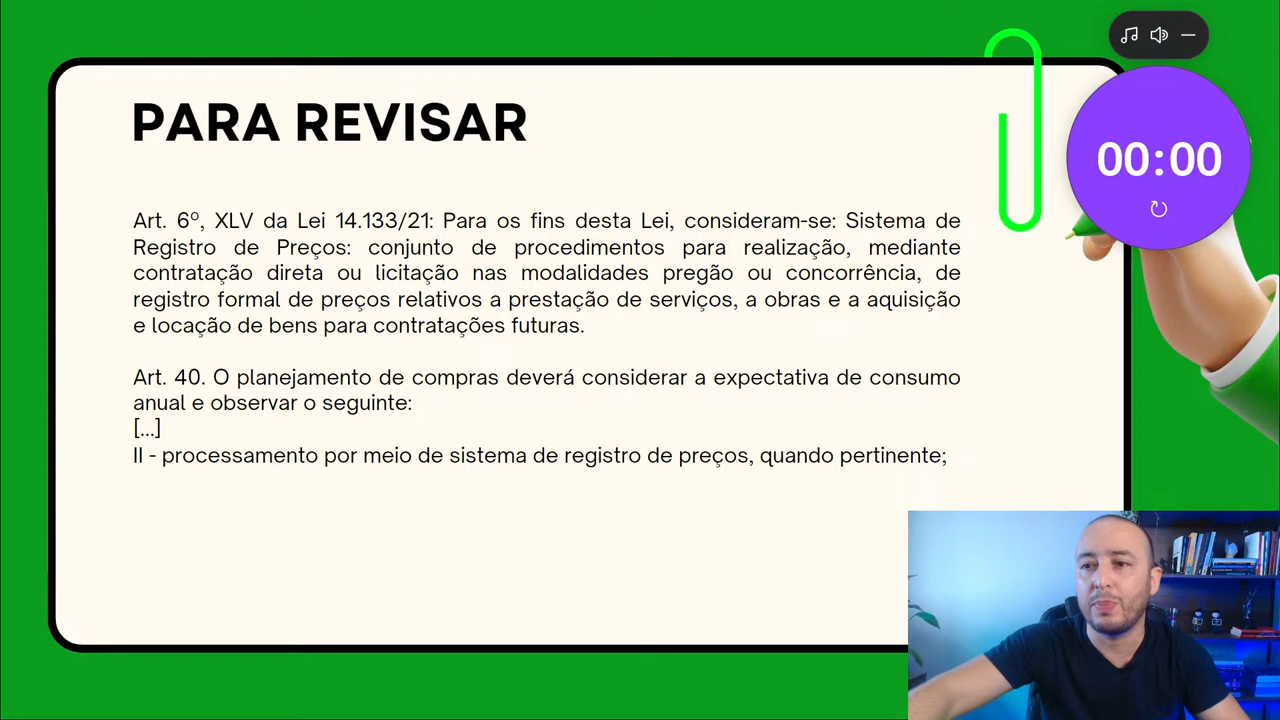 PARA REVISAR
00:00
Art. 6º, XLV da Lei 14.133/21: Para os fins desta Lei, consideram-se: Sistema de
Registro de Preços: conjunto de procedimentos para realização, mediante
contratação direta ou licitação nas modalidades pregão ou concorrência, de
registro formal de preços relativos a prestação de serviços, a obras e a aquisição
e locação de bens para contratações futuras.
Art. 40. O planejamento de compras deverá considerar a expectativa de consumo
anual e observar o seguinte:
[...]
II - processamento por meio de sistema de registro de preços, quando pertinente;